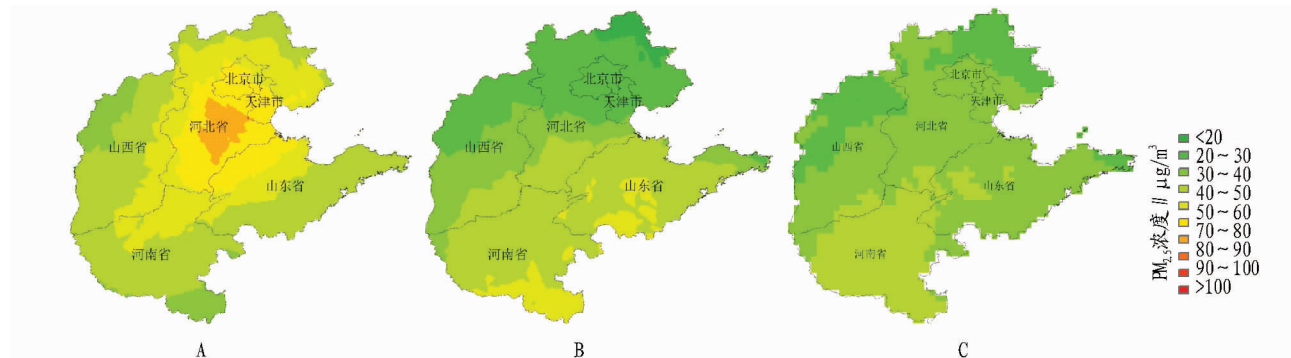 北京市
天津市
河北省
山西省
山东省
河南省
A
北京市
天津市
河北省
山西省
山东省
河南省
B
北京市
天津市
河北省
山西省
山东省
河南省
C
PM2.5浓度∥μg/m³
<20
20~30
30~40
40~50
50~60
70~80
80~90
90~100
>100